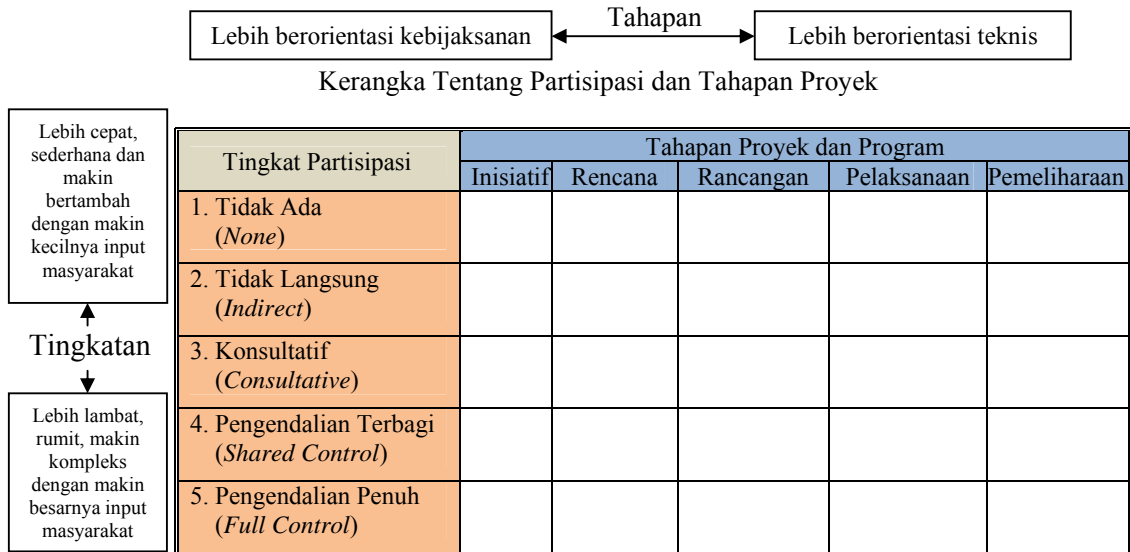 Tahapan
Lebih berorientasi kebijaksanan
Lebih berorientasi teknis
Kerangka Tentang Partisipasi dan Tahapan Proyek
Lebih cepat,
sederhana dan
makin
bertambah
dengan makin
kecilnya input
masyarakat
Tingkatan
Lebih lambat,
rumit, makin
kompleks
dengan makin
besarnya input
masyarakat
Tingkat Partisipasi
Tahapan Proyek dan Program
Inisiatif Rencana Rancangan Pelaksanaan Pemeliharaan
1. Tidak Ada
(None)
2. Tidak Langsung
(Indirect)
3. Konsultatif
(Consultative)
4. Pengendalian Terbagi
(Shared Control)
5. Pengendalian Penuh
(Full Control)